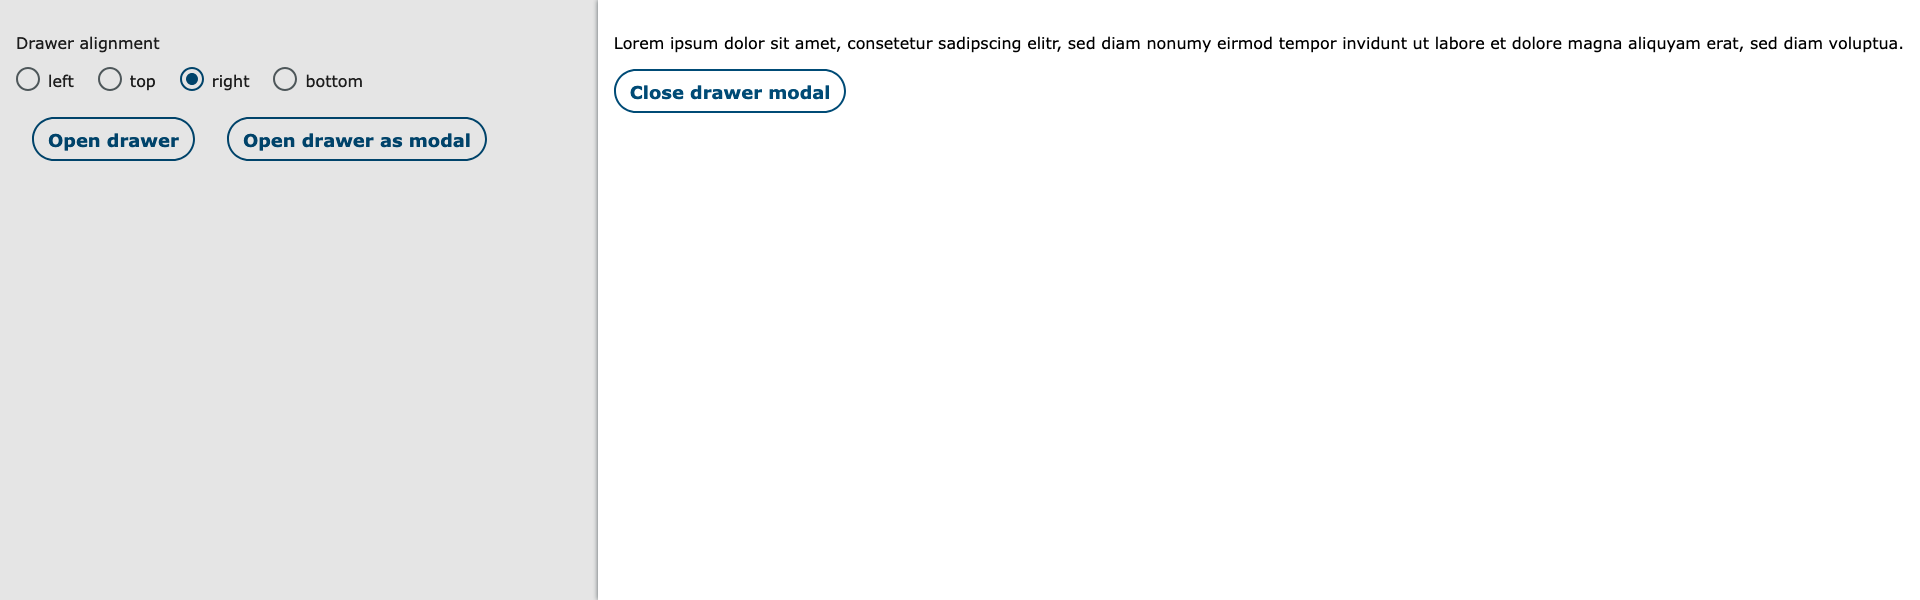 Drawer alignment
left top right bottom
Open drawer Open drawer as modal
Lorem ipsum dolor sit amet, consetetur sadipscing elitr, sed diam nonumy eirmod tempor invidunt ut labore et dolore magna aliquyam erat, sed diam voluptua.
Close drawer modal